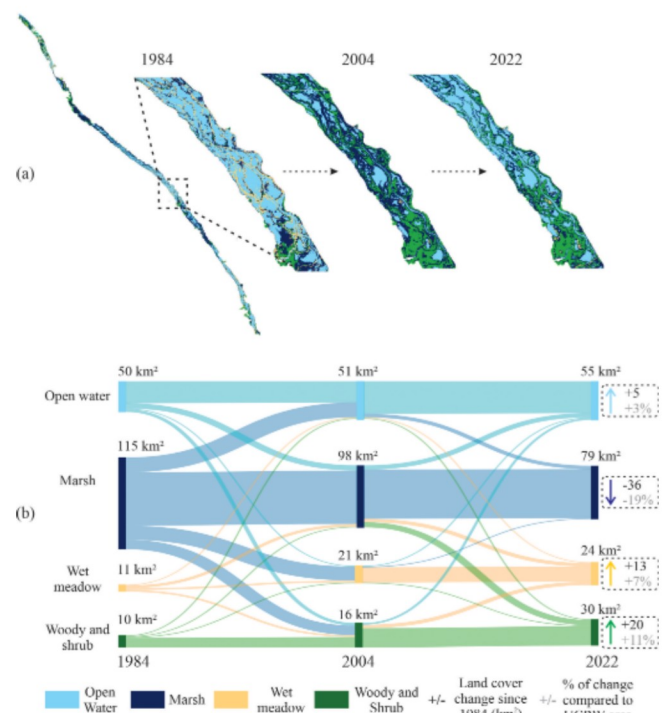 1984 2004 2022
(a)
50 km² 51 km² 55 km²
Open water
+5
+3%
115 km² 98 km² 79 km²
Marsh
-36
-19%
(b)
11 km² 21 km² 24 km²
Wet
meadow
+13
+7%
10 km² 16 km² 30 km²
Woody and
shrub
+20
+11%
1984 2004 2022
Open
Water
Marsh
Wet
meadow
Woody and
Shrub
+/- Land cover
change since
1984 (km²)
+/- % of change
compared to